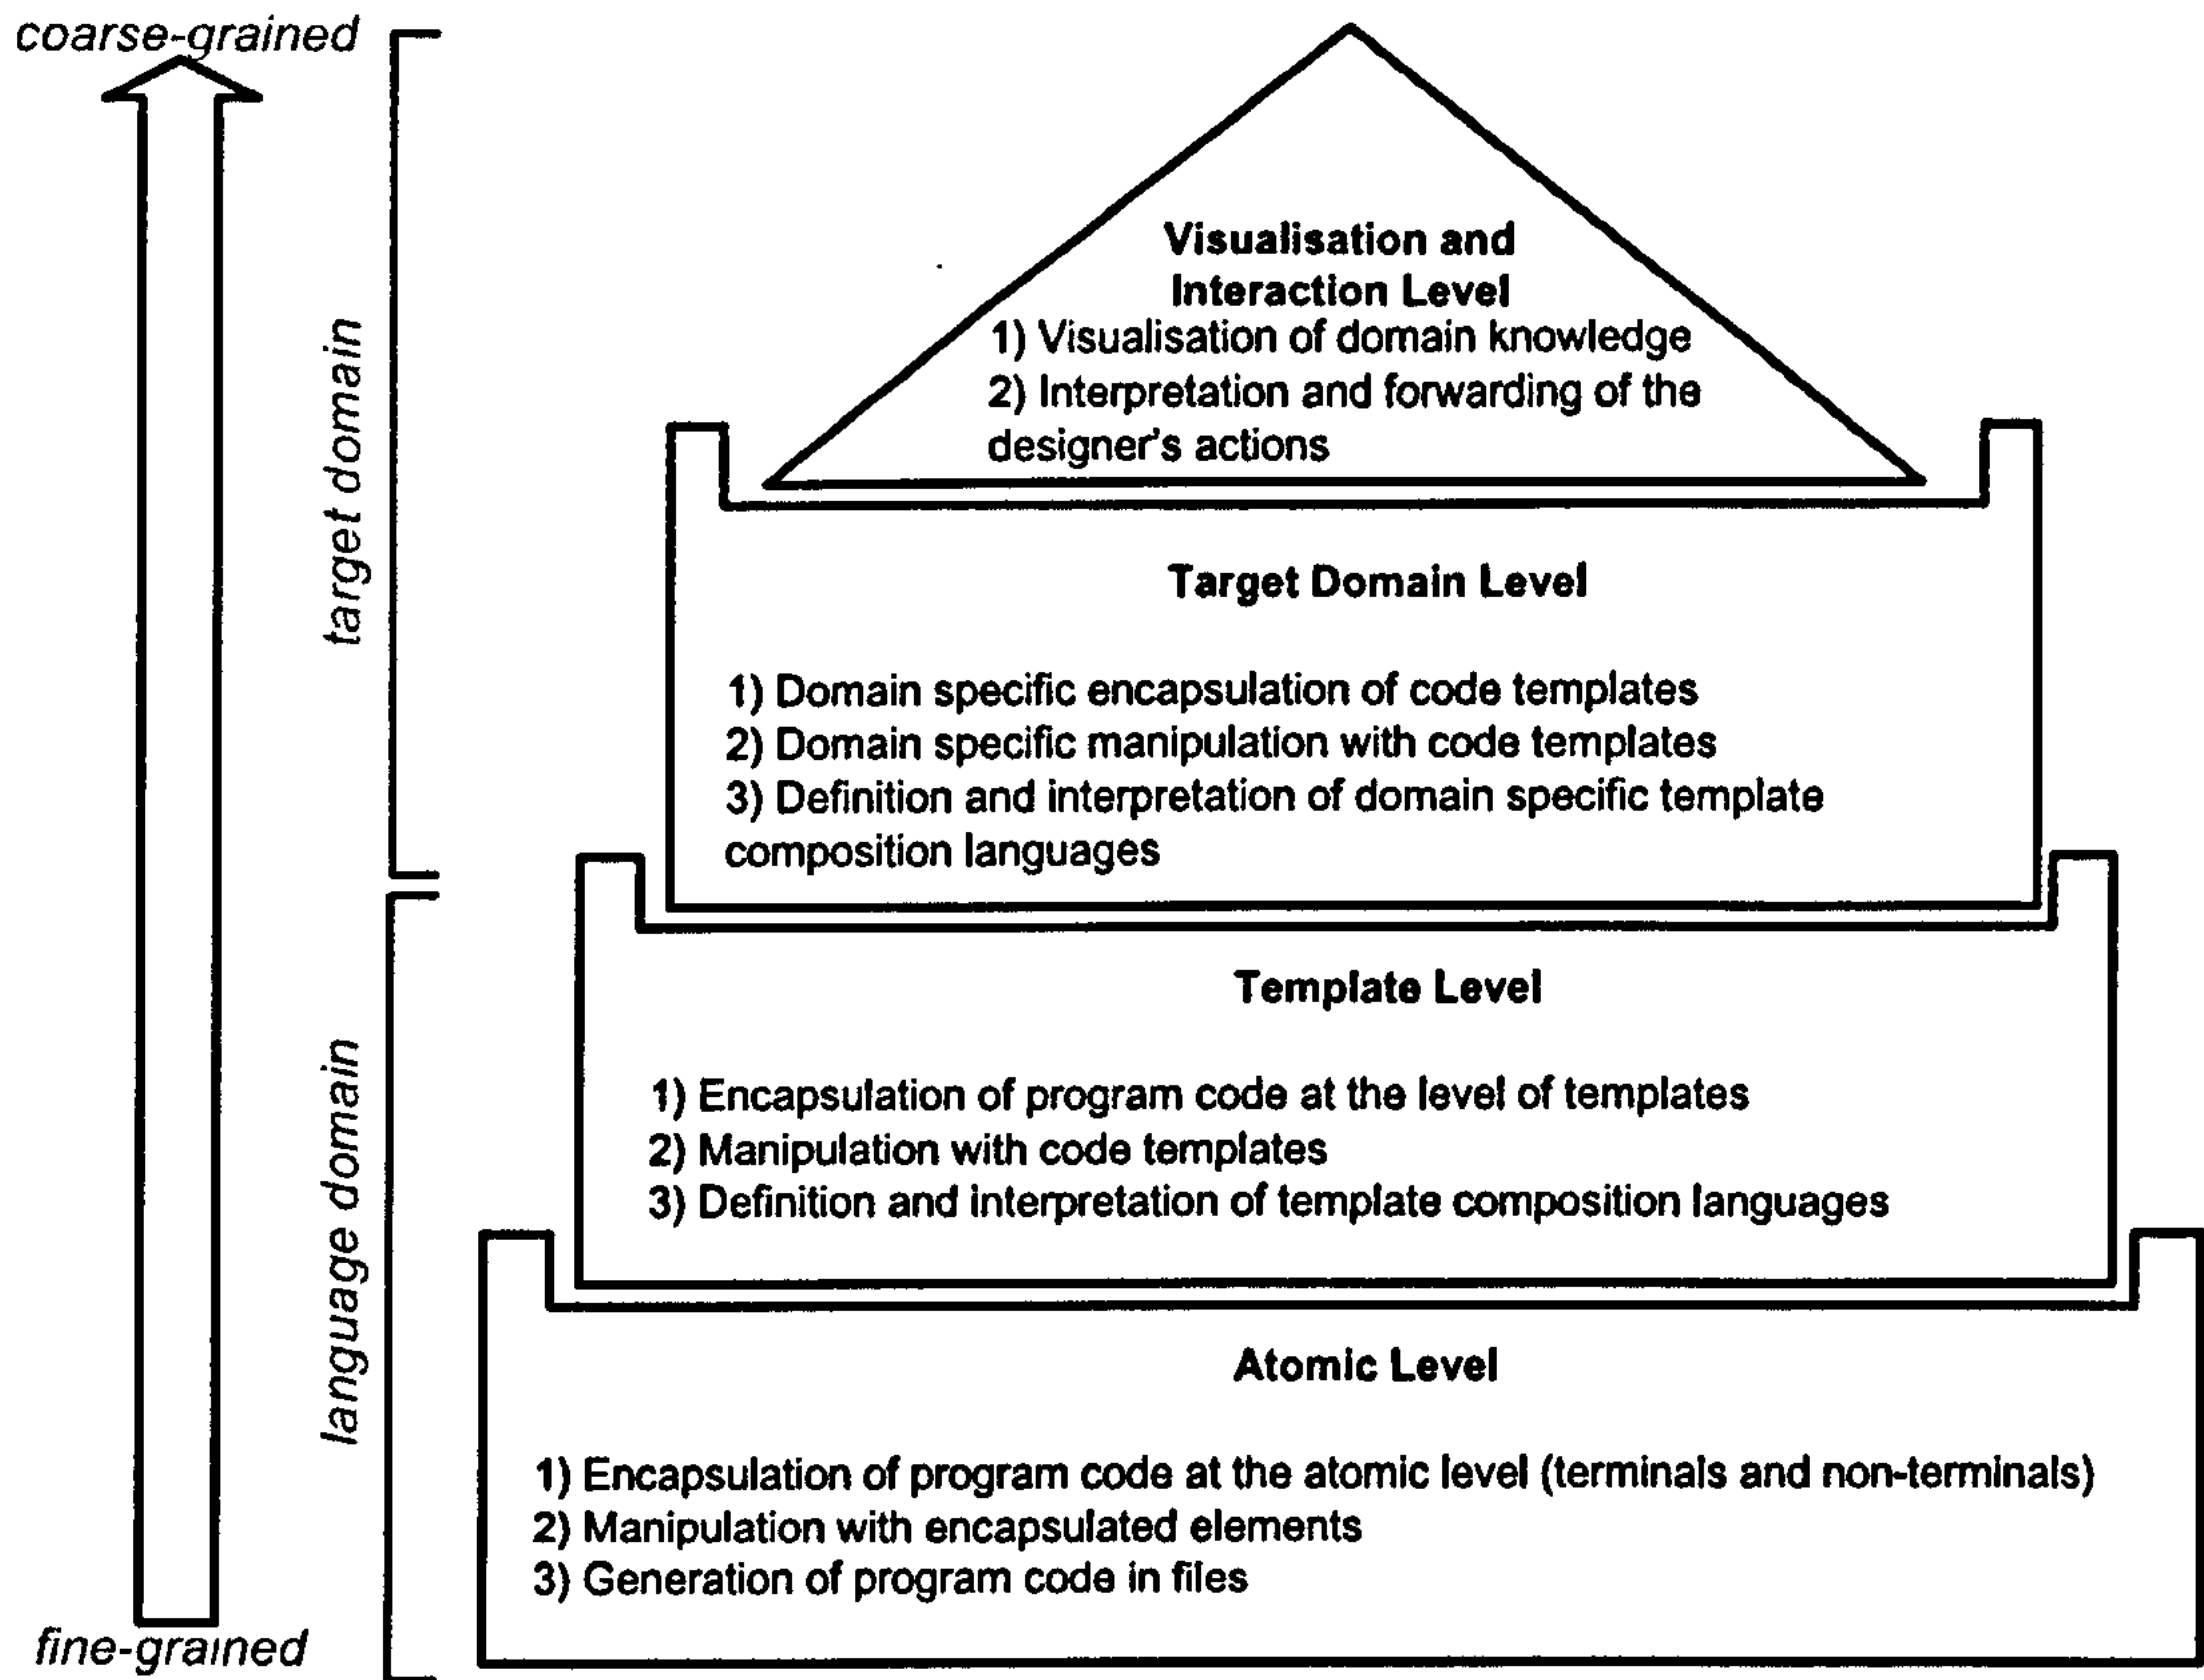 coarse-grained
target domain
language domain
fine-grained
Visualisation and
Interaction Level
1) Visualisation of domain knowledge
2) Interpretation and forwarding of the
designer's actions
Target Domain Level
1) Domain specific encapsulation of code templates
2) Domain specific manipulation with code templates
3) Definition and interpretation of domain specific template
composition languages
Template Level
1) Encapsulation of program code at the level of templates
2) Manipulation with code templates
3) Definition and interpretation of template composition languages
Atomic Level
1) Encapsulation of program code at the atomic level (terminals and non-terminals)
2) Manipulation with encapsulated elements
3) Generation of program code in files